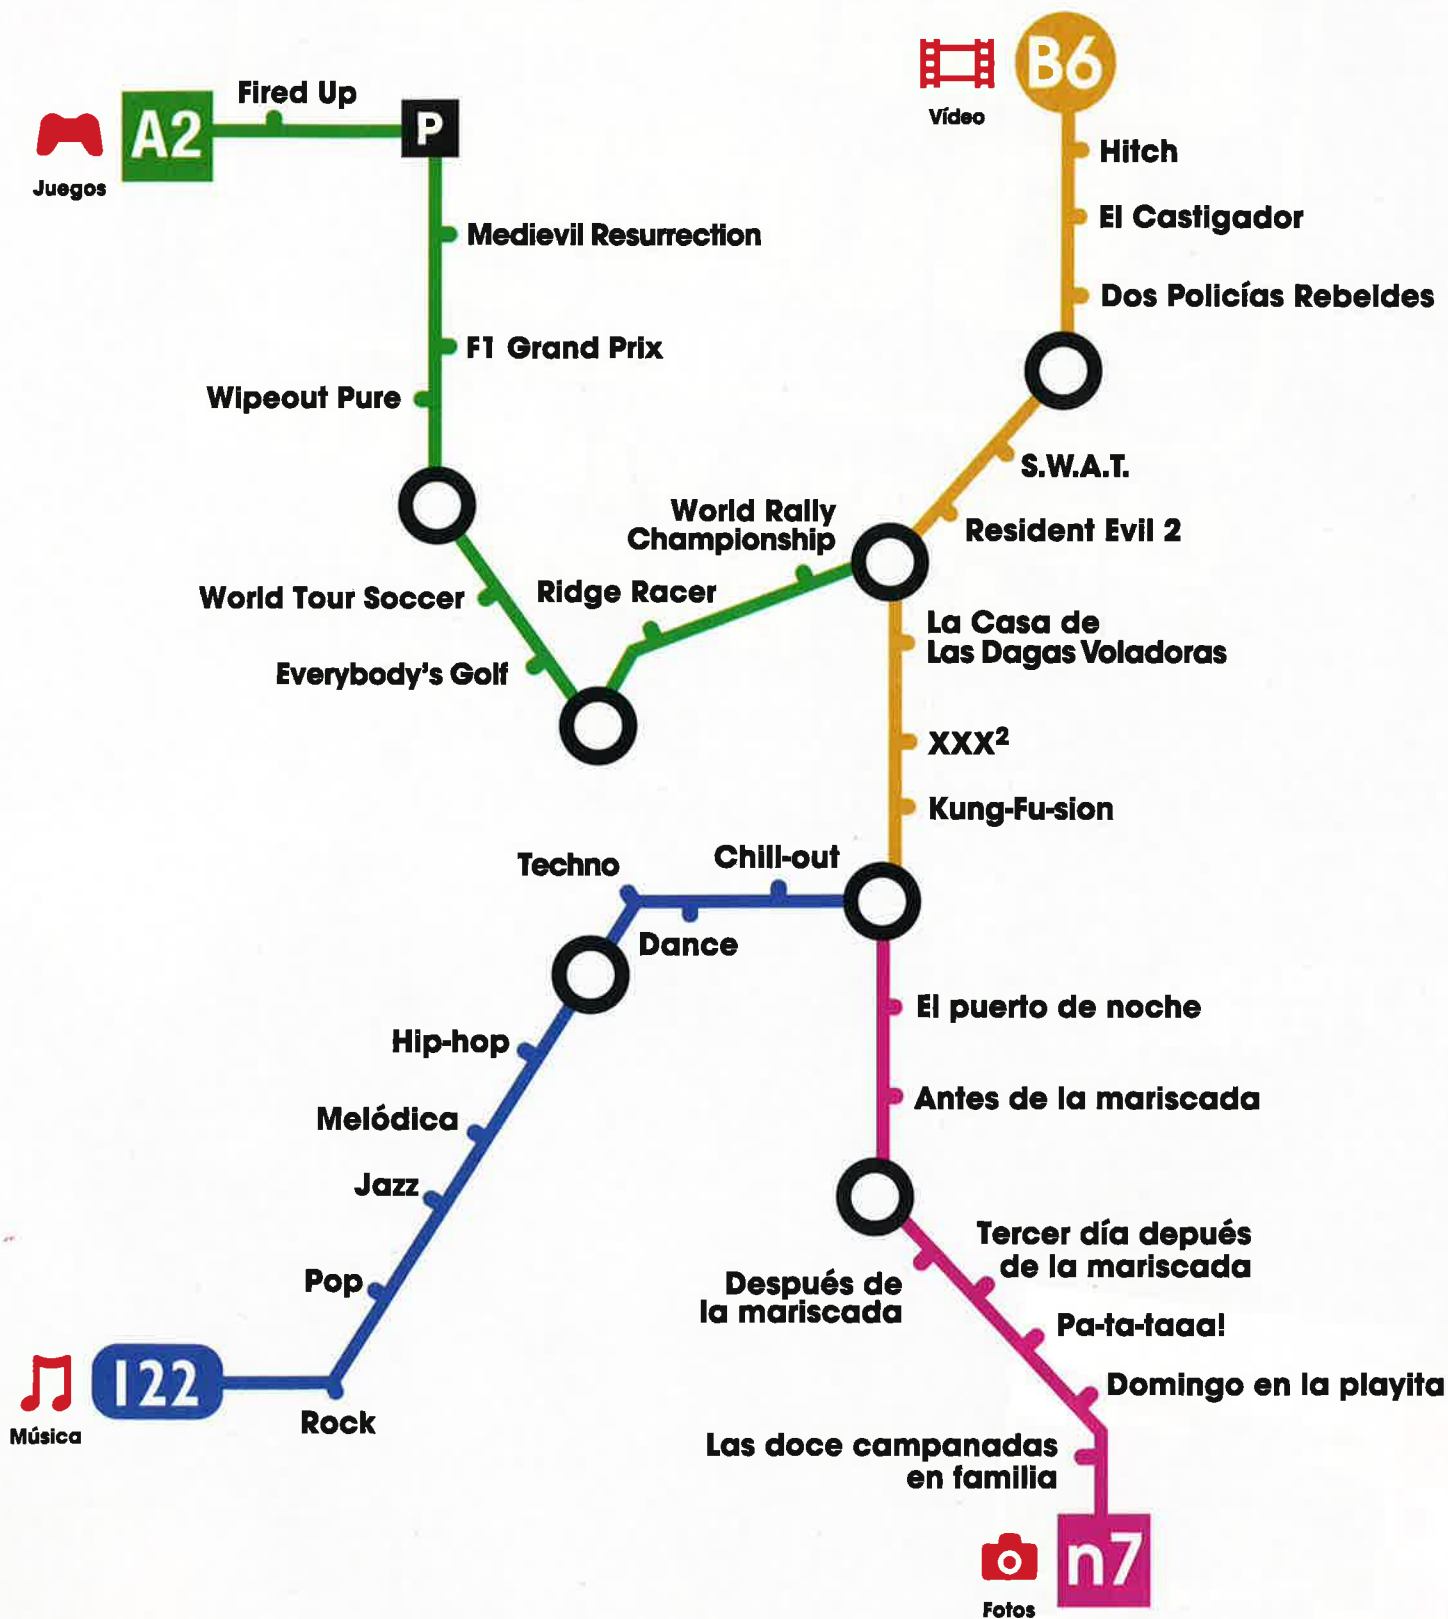 A2
Juegos
Fired Up
P
Medievil Resurrection
F1 Grand Prix
Wipeout Pure
World Tour Soccer
Everybody's Golf
Ridge Racer
World Rally
Championship
B6
Vídeo
Hitch
El Castigador
Dos Policías Rebeldes
S.W.A.T.
Resident Evil 2
La Casa de
Las Dagas Voladoras
XXX²
Kung-Fu-sion
Chill-out
Techno
Dance
Hip-hop
Melódica
Jazz
Pop
Rock
122
Música
El puerto de noche
Antes de la mariscada
Tercer día depués
de la mariscada
Después de
la mariscada
Pa-ta-taaa!
Domingo en la playita
Las doce campanadas
en familia
n7
Fotos